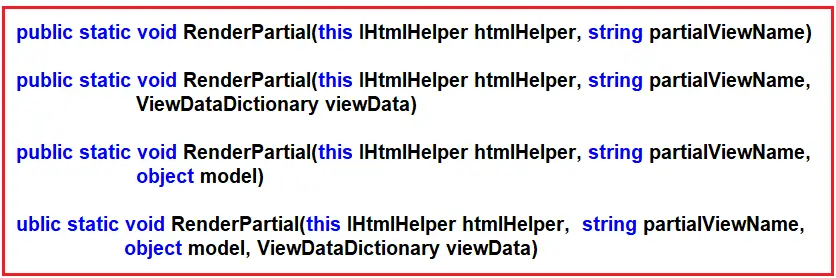 public static void RenderPartial(this IHtmlHelper htmlHelper, string partialViewName)
public static void RenderPartial(this IHtmlHelper htmlHelper, string partialViewName,
ViewDataDictionary viewData)
public static void RenderPartial(this IHtmlHelper htmlHelper, string partialViewName,
object model)
ublic static void RenderPartial(this IHtmlHelper htmlHelper, string partialViewName,
object model, ViewDataDictionary viewData)